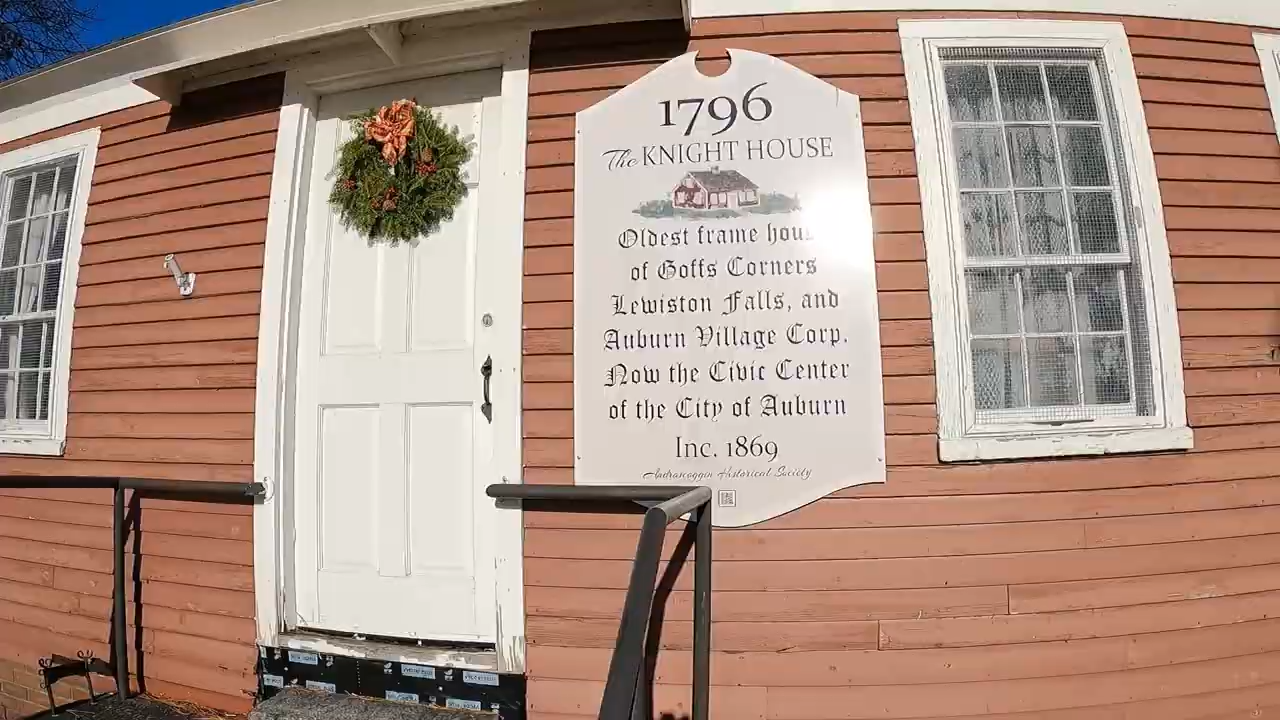 1796
The KNIGHT HOUSE
Oldest frame hou
of Goffs Corners
Lewiston Falls, and
Auburn Village Corp.
Now the Civic Center
of the City of Auburn
Inc. 1869
Androscoggin Historical Society